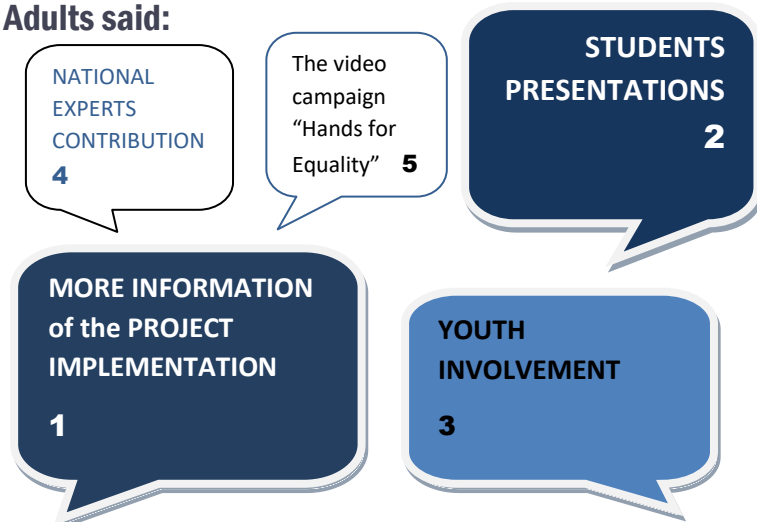 Adults said:
NATIONAL
EXPERTS
CONTRIBUTION
4
The video
campaign
“Hands for
Equality” 5
STUDENTS
PRESENTATIONS
2
MORE INFORMATION
of the PROJECT
IMPLEMENTATION
1
YOUTH
INVOLVEMENT
3